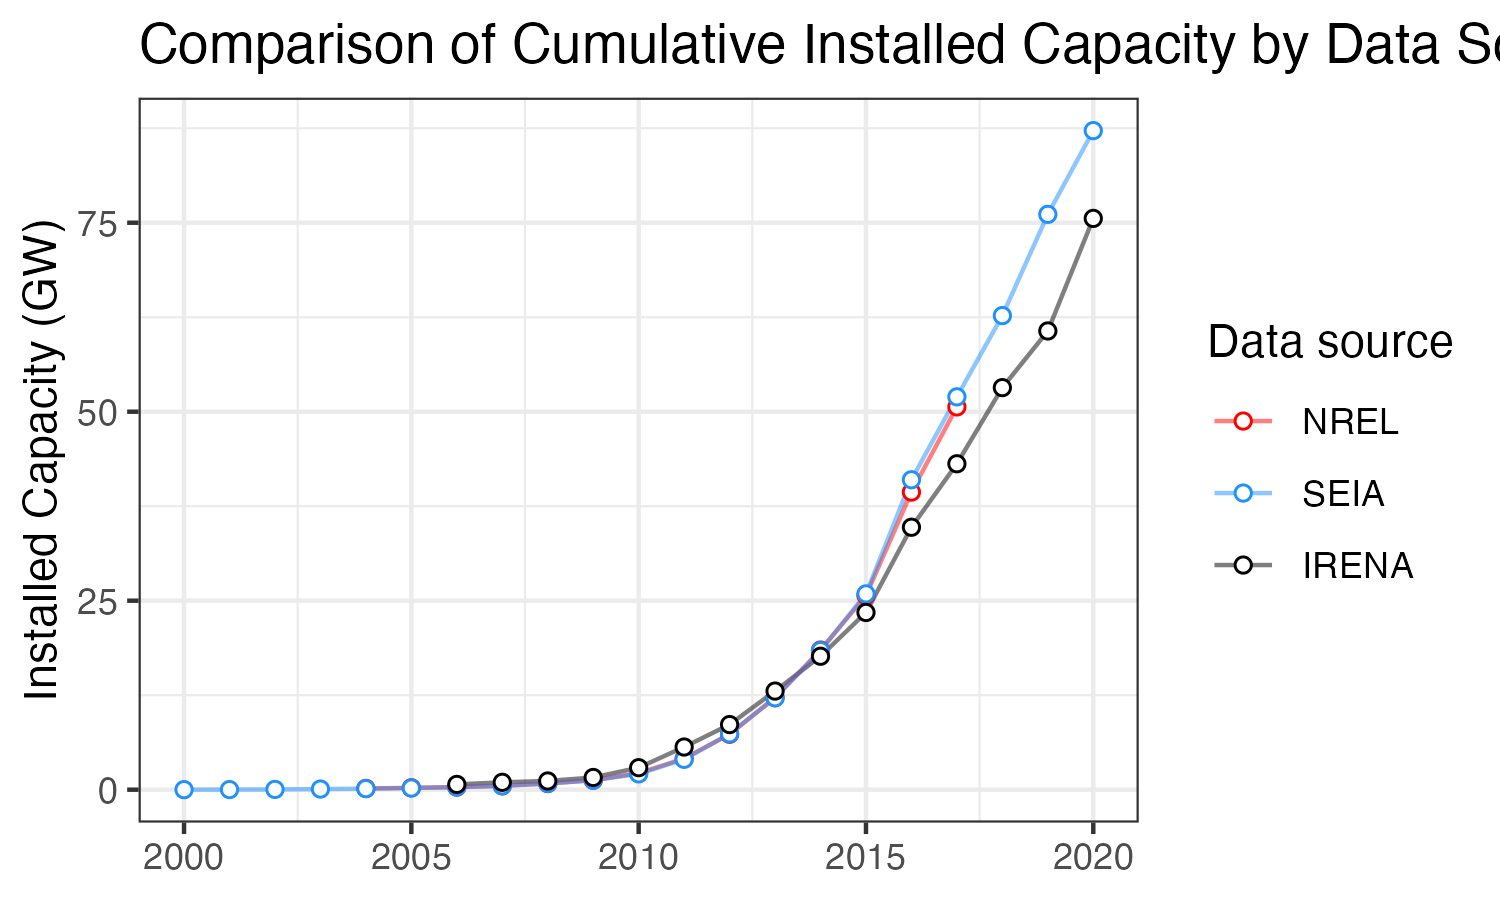 Comparison of Cumulative Installed Capacity by Data
Installed Capacity (GW)
75
50
25
0
2000 2005 2010 2015 2020
Data source
NREL
SEIA
IRENA